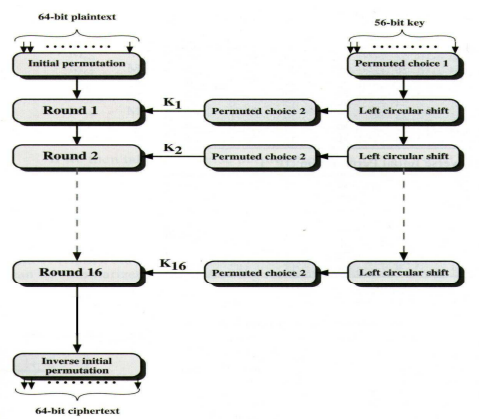 64-bit plaintext
56-bit key
Initial permutation
Permuted choice 1
Round 1
K1
Permuted choice 2
Left circular shift
Round 2
K2
Permuted choice 2
Left circular shift
Round 16
K16
Permuted choice 2
Left circular shift
Inverse initial
permutation
64-bit ciphertext